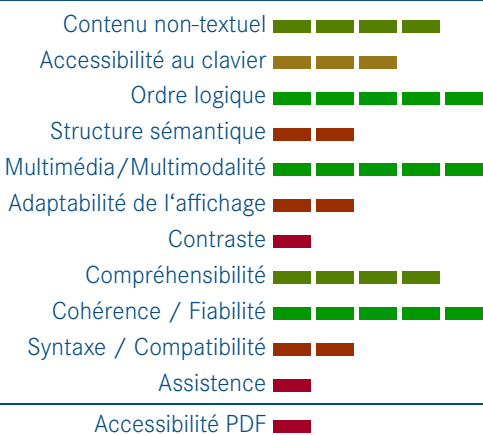 Contenu non-textuel
Accessibilité au clavier
Ordre logique
Structure sémantique
Multimédia/Multimodalité
Adaptabilité de l‘affichage
Contraste
Compréhensibilité
Cohérence / Fiabilité
Syntaxe / Compatibilité
Assistence
Accessibilité PDF